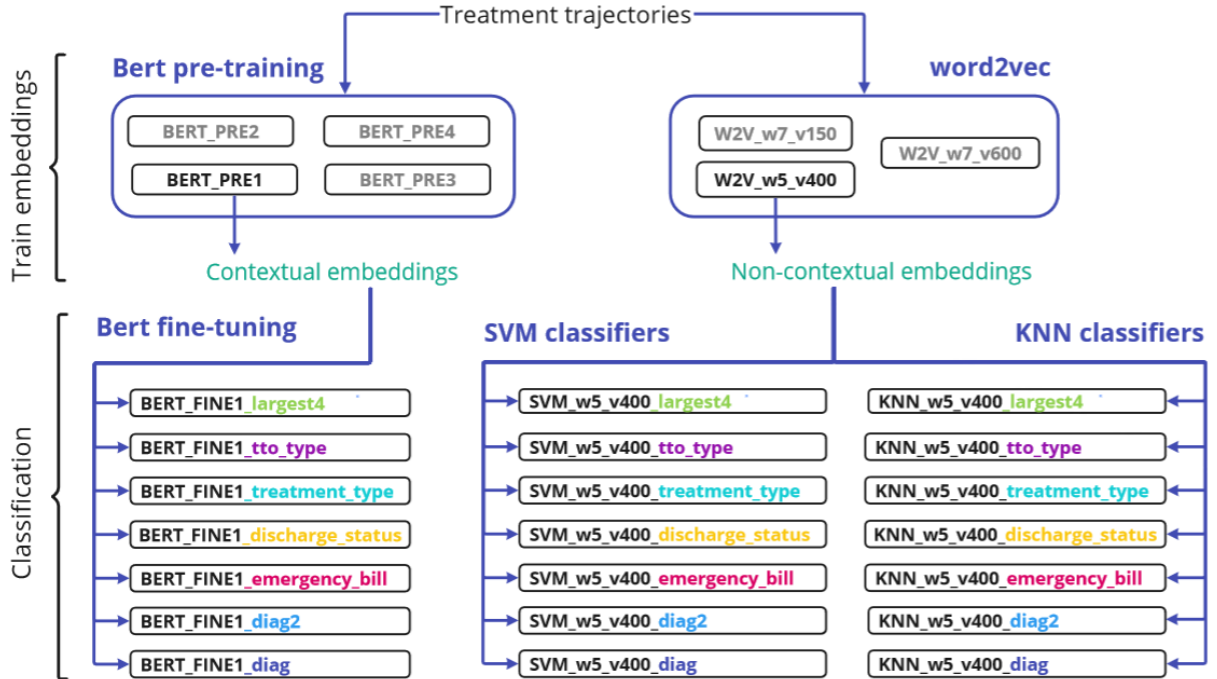 Treatment trajectories
Train embeddings
Bert pre-training
BERT_PRE2
BERT_PRE4
BERT_PRE1
BERT_PRE3
word2vec
W2V_w7_v150
W2V_w7_v600
W2V_w5_v400
Contextual embeddings
Non-contextual embeddings
Classification
Bert fine-tuning
BERT_FINE1_largest4
BERT_FINE1_tto_type
BERT_FINE1_treatment_type
BERT_FINE1_discharge_status
BERT_FINE1_emergency_bill
BERT_FINE1_diag2
BERT_FINE1_diag
SVM classifiers
SVM_w5_v400_largest4
SVM_w5_v400_tto_type
SVM_w5_v400_treatment_type
SVM_w5_v400_discharge_status
SVM_w5_v400_emergency_bill
SVM_w5_v400_diag2
SVM_w5_v400_diag
KNN classifiers
KNN_w5_v400_largest4
KNN_w5_v400_tto_type
KNN_w5_v400_treatment_type
KNN_w5_v400_discharge_status
KNN_w5_v400_emergency_bill
KNN_w5_v400_diag2
KNN_w5_v400_diag